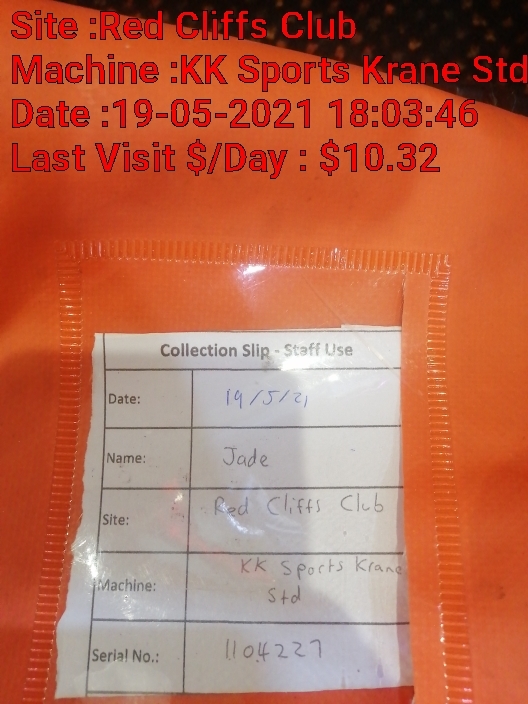 Site :Red Cliffs Club
Machine :KK Sports Krane Std
Date :19-05-2021 18:03:46
Last Visit $/Day : $10.32
Collection Slip - Staff Use
Date: 19/5/21
Name: Jade
Site: Red Cliffs Club
Machine: KK Sports Krane
Std
Serial No.: 1104227